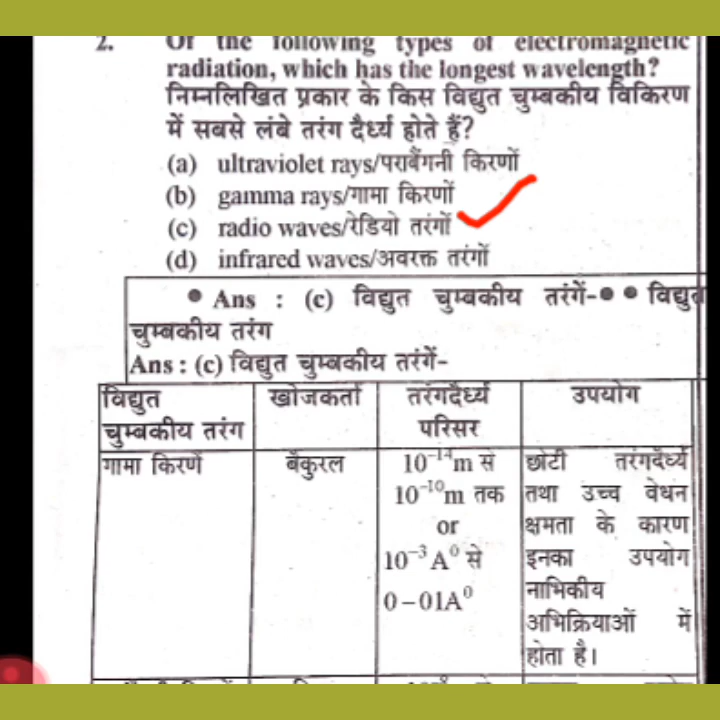 2. Of the following types of electromagnetic
radiation, which has the longest wavelength?
निम्नलिखित प्रकार के किस विद्युत चुम्बकीय विकिरण
में सबसे लंबे तरंग दैर्ध्य होते हैं?
(a) ultraviolet rays/पराबैंगनी किरणों
(b) gamma rays/गामा किरणों
(c) radio waves/रेडियो तरंगों
(d) infrared waves/अवरक्त तरंगों
• Ans : (c) विद्युत चुम्बकीय तरंगें-• • विद्युत
चुम्बकीय तरंग
Ans : (c) विद्युत चुम्बकीय तरंगें-
विद्युत चुम्बकीय तरंग
खोजकर्ता
तरंगदैर्ध्य परिसर
उपयोग
गामा किरणें
बैकुरल
10⁻¹⁴m से
10⁻¹⁰m तक
or
10⁻³ A⁰ से
0–01A⁰
छोटी तरंगदैर्ध्य
तथा उच्च वेधन
क्षमता के कारण
इनका उपयोग
नाभिकीय
अभिक्रियाओं में
होता है।